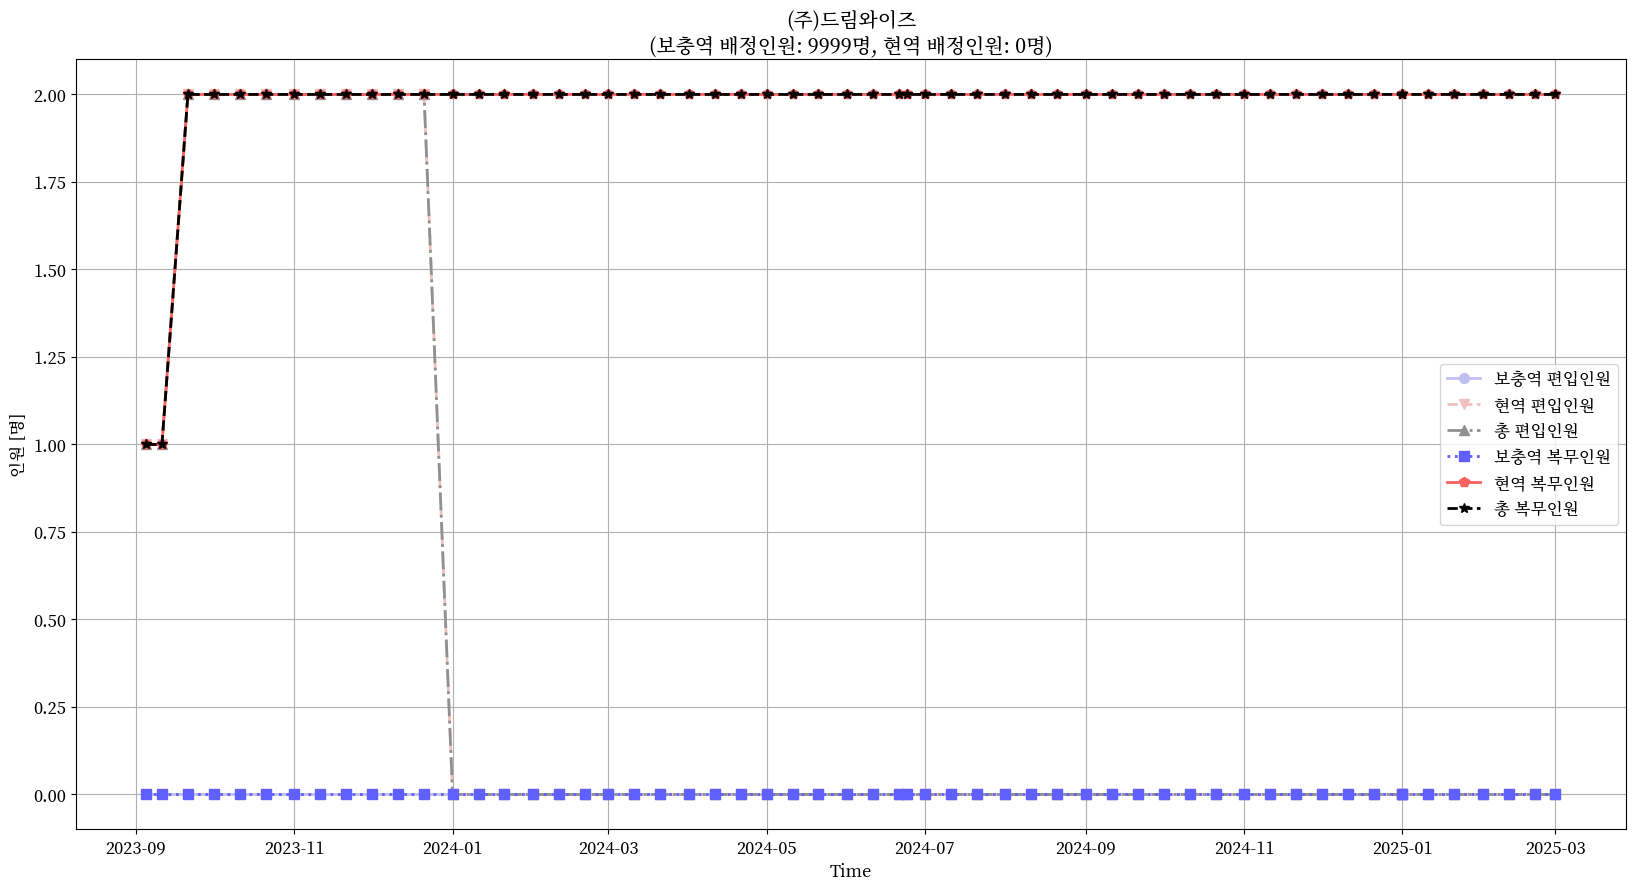 (주)드림와이즈
(보충역 배정인원: 9999명, 현역 배정인원: 0명)
2.00
1.75
1.50
1.25
1.00
0.75
0.50
0.25
0.00
인원 [명]
보충역 편입인원
현역 편입인원
총 편입인원
보충역 복무인원
현역 복무인원
총 복무인원
2023-09 2023-11 2024-01 2024-03 2024-05 2024-07 2024-09 2024-11 2025-01 2025-03
Time